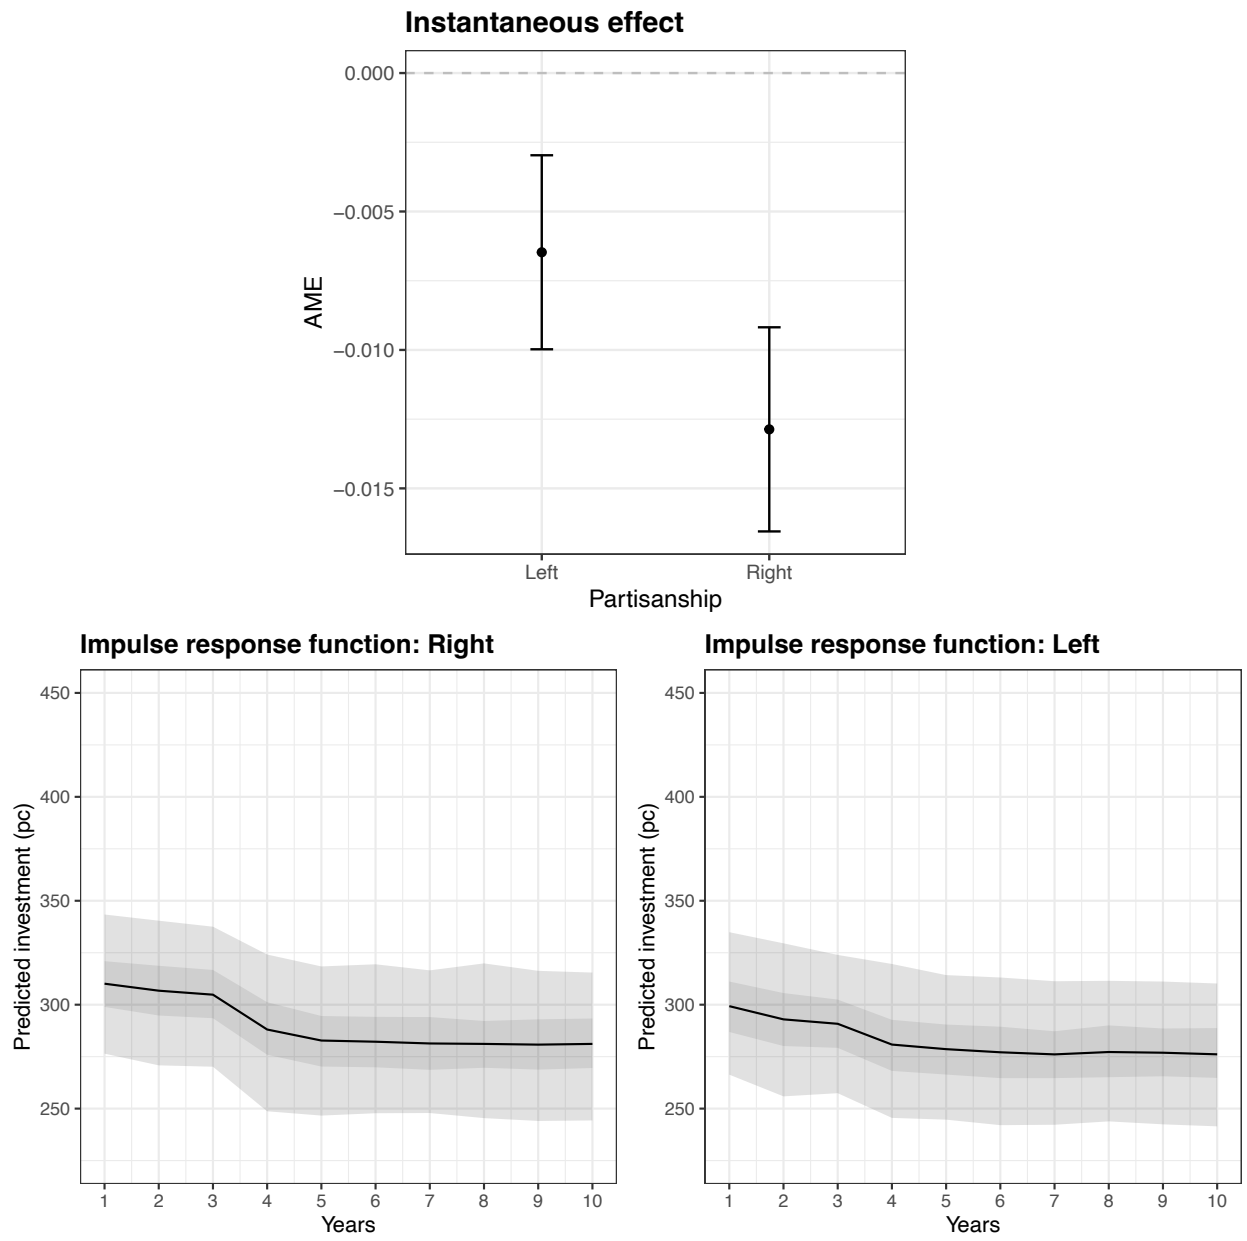 Instantaneous effect
0.000
−0.005
−0.010
−0.015
AME
Left
Right
Partisanship
Impulse response function: Right
450
400
350
300
250
Predicted investment (pc)
1 2 3 4 5 6 7 8 9 10
Years
Impulse response function: Left
450
400
350
300
250
Predicted investment (pc)
1 2 3 4 5 6 7 8 9 10
Years